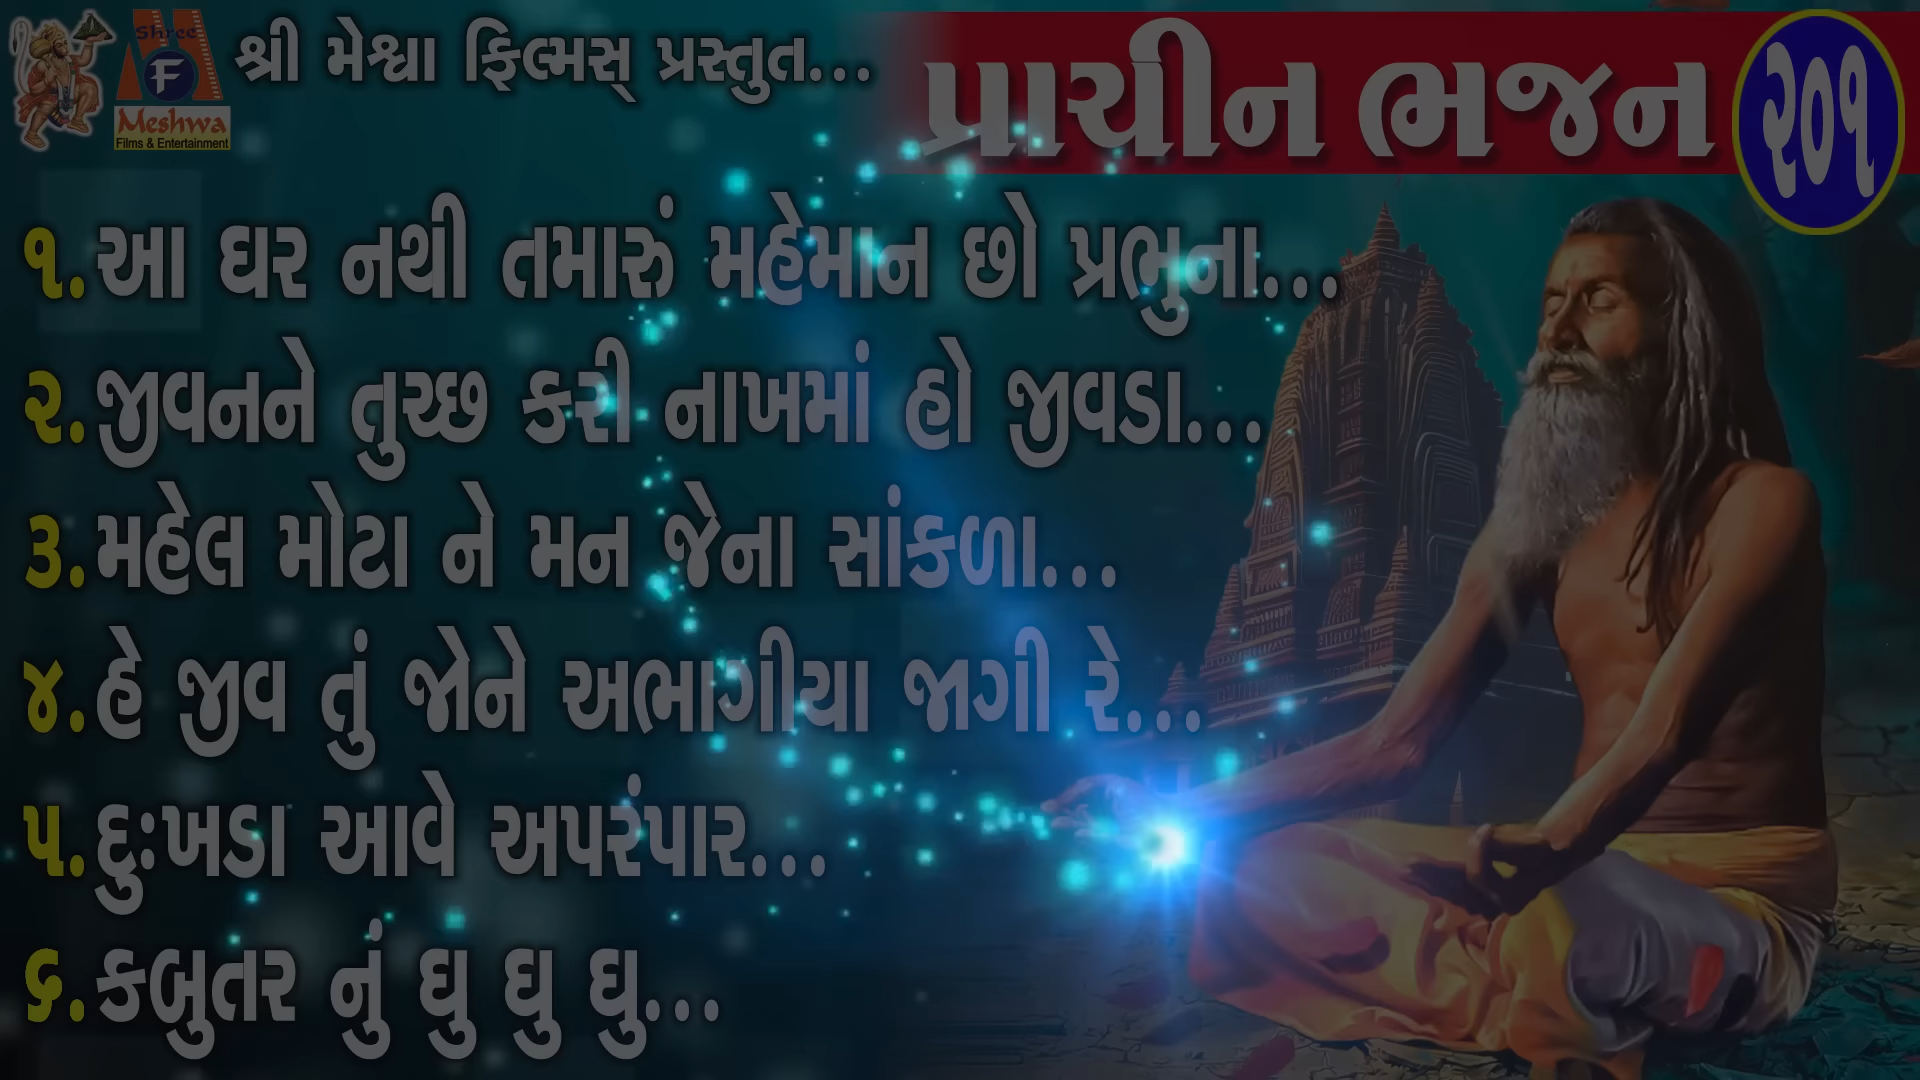 Shree
F
Meshwa
Films & Entertainment
શ્રી મેશ્વા ફિલ્મસ્ પ્રસ્તુત...
પ્રાચીન ભજન ૨૦૧
૧. આ ઘર નથી તમારું મહેમાન છો પ્રભુના...
૨. જીવનને તુચ્છ કરી નાખમાં હો જીવડા...
૩. મહેલ મોટા ને મન જેના સાંકળા...
૪. હે જીવ તું જોને અભાગીયા જાગી રે...
૫. દુઃખડા આવે અપરંપાર...
૬. કબુતર નું ઘુ ઘુ ઘુ...